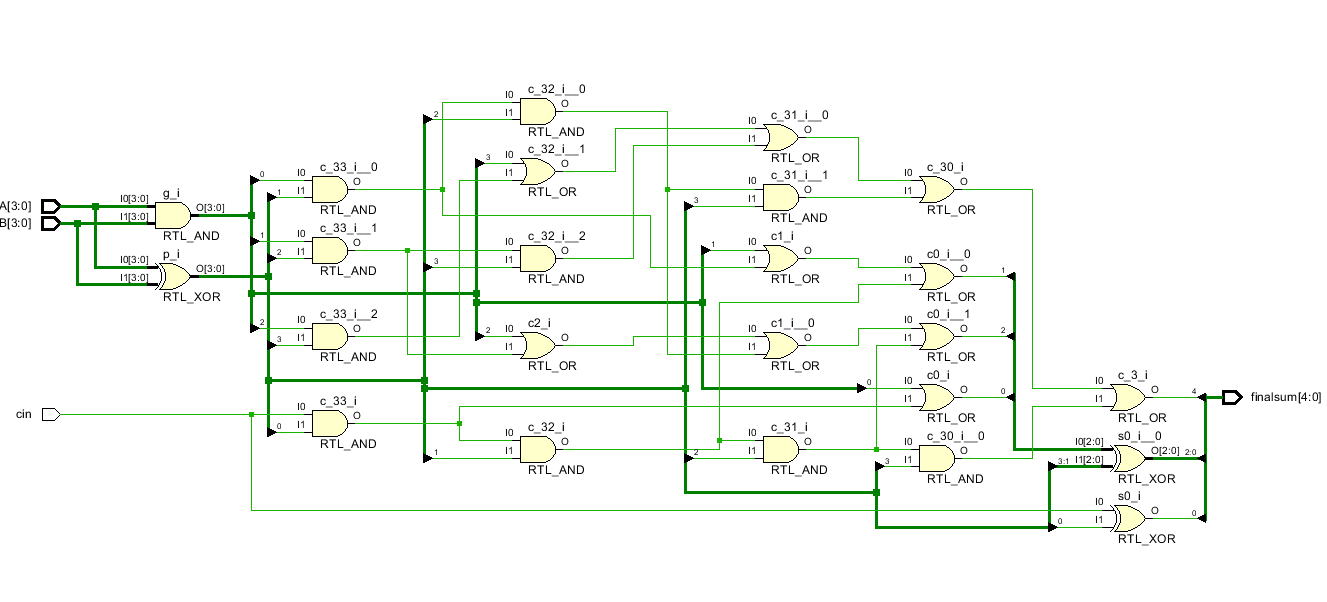 c_32_i__0
I0
O
I1
2
RTL_AND
c_31_i__0
I0
O
I1
RTL_OR
c_32_i__1
3
I0
O
I1
RTL_OR
c_33_i__0
0
I0
O
1
I1
RTL_AND
c_31_i__1
I0
O
3
I1
RTL_AND
c_30_i
I0
O
I1
RTL_OR
g_i
A[3:0]
I0[3:0]
O[3:0]
B[3:0]
I1[3:0]
RTL_AND
c_33_i__1
1
I0
O
2
I1
RTL_AND
c_32_i__2
I0
O
3
I1
RTL_AND
c1_i
1
I0
O
I1
RTL_OR
p_i
I0[3:0]
O[3:0]
I1[3:0]
RTL_XOR
c0_i__0
I0
O
1
I1
RTL_OR
c_33_i__2
2
I0
O
3
I1
RTL_AND
c2_i
2
I0
O
I1
RTL_OR
c1_i__0
I0
O
I1
RTL_OR
c0_i__1
I0
O
2
I1
RTL_OR
c0_i
0
I0
O
0
I1
RTL_OR
c_3_i
I0
O
4
I1
RTL_OR
finalsum[4:0]
cin
c_33_i
I0
O
0
I1
RTL_AND
c_32_i
I0
O
1
I1
RTL_AND
c_31_i
I0
O
2
I1
RTL_AND
c_30_i__0
I0
O
3
I1
RTL_AND
s0_i__0
I0[2:0]
O[2:0]
2:0
3:1
I1[2:0]
RTL_XOR
s0_i
I0
O
0
0
I1
RTL_XOR